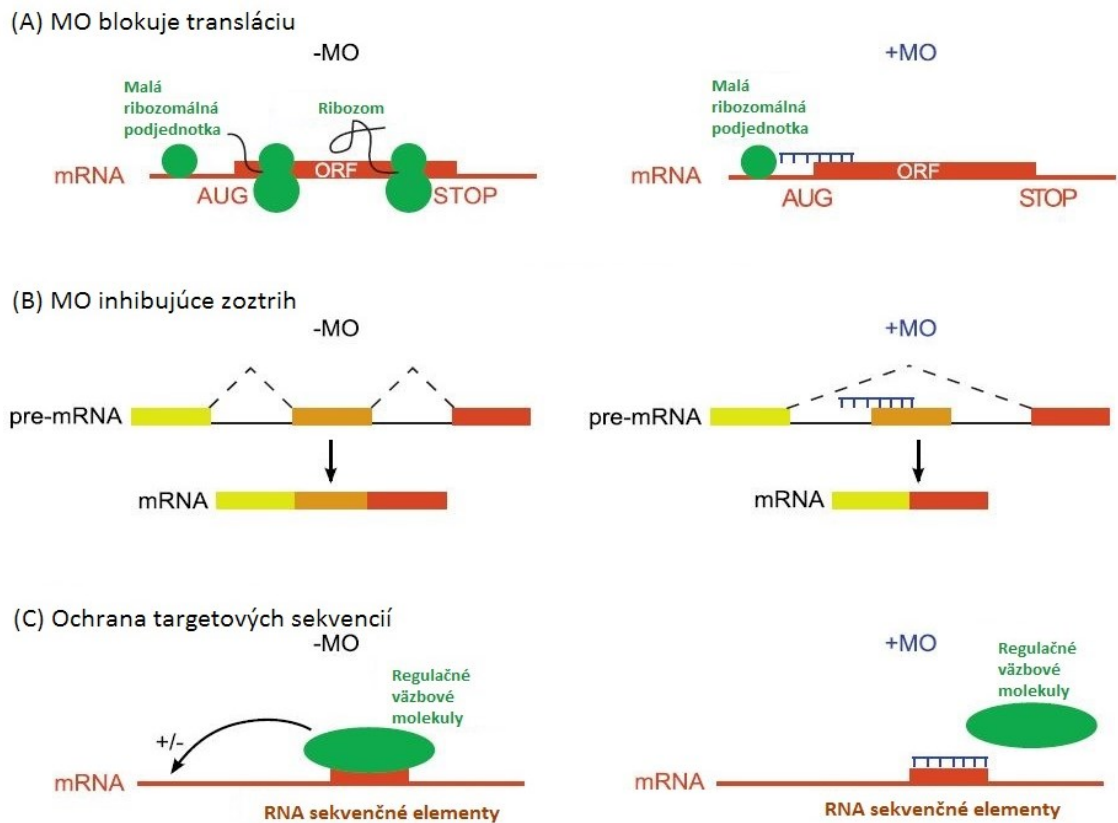 (A) MO blokuje transláciu
-MO
+MO
Malá
ribozomálná
podjednotka
Ribozom
mRNA
ORF
AUG
STOP
Malá
ribozomálná
podjednotka
mRNA
ORF
AUG
STOP
(B) MO inhibujúce zoztrih
-MO
+MO
pre-mRNA
mRNA
pre-mRNA
mRNA
(C) Ochrana targetových sekvencií
-MO
+MO
Regulačné
väzbové
molekuly
+/-
mRNA
RNA sekvenčné elementy
Regulačné
väzbové
molekuly
mRNA
RNA sekvenčné elementy